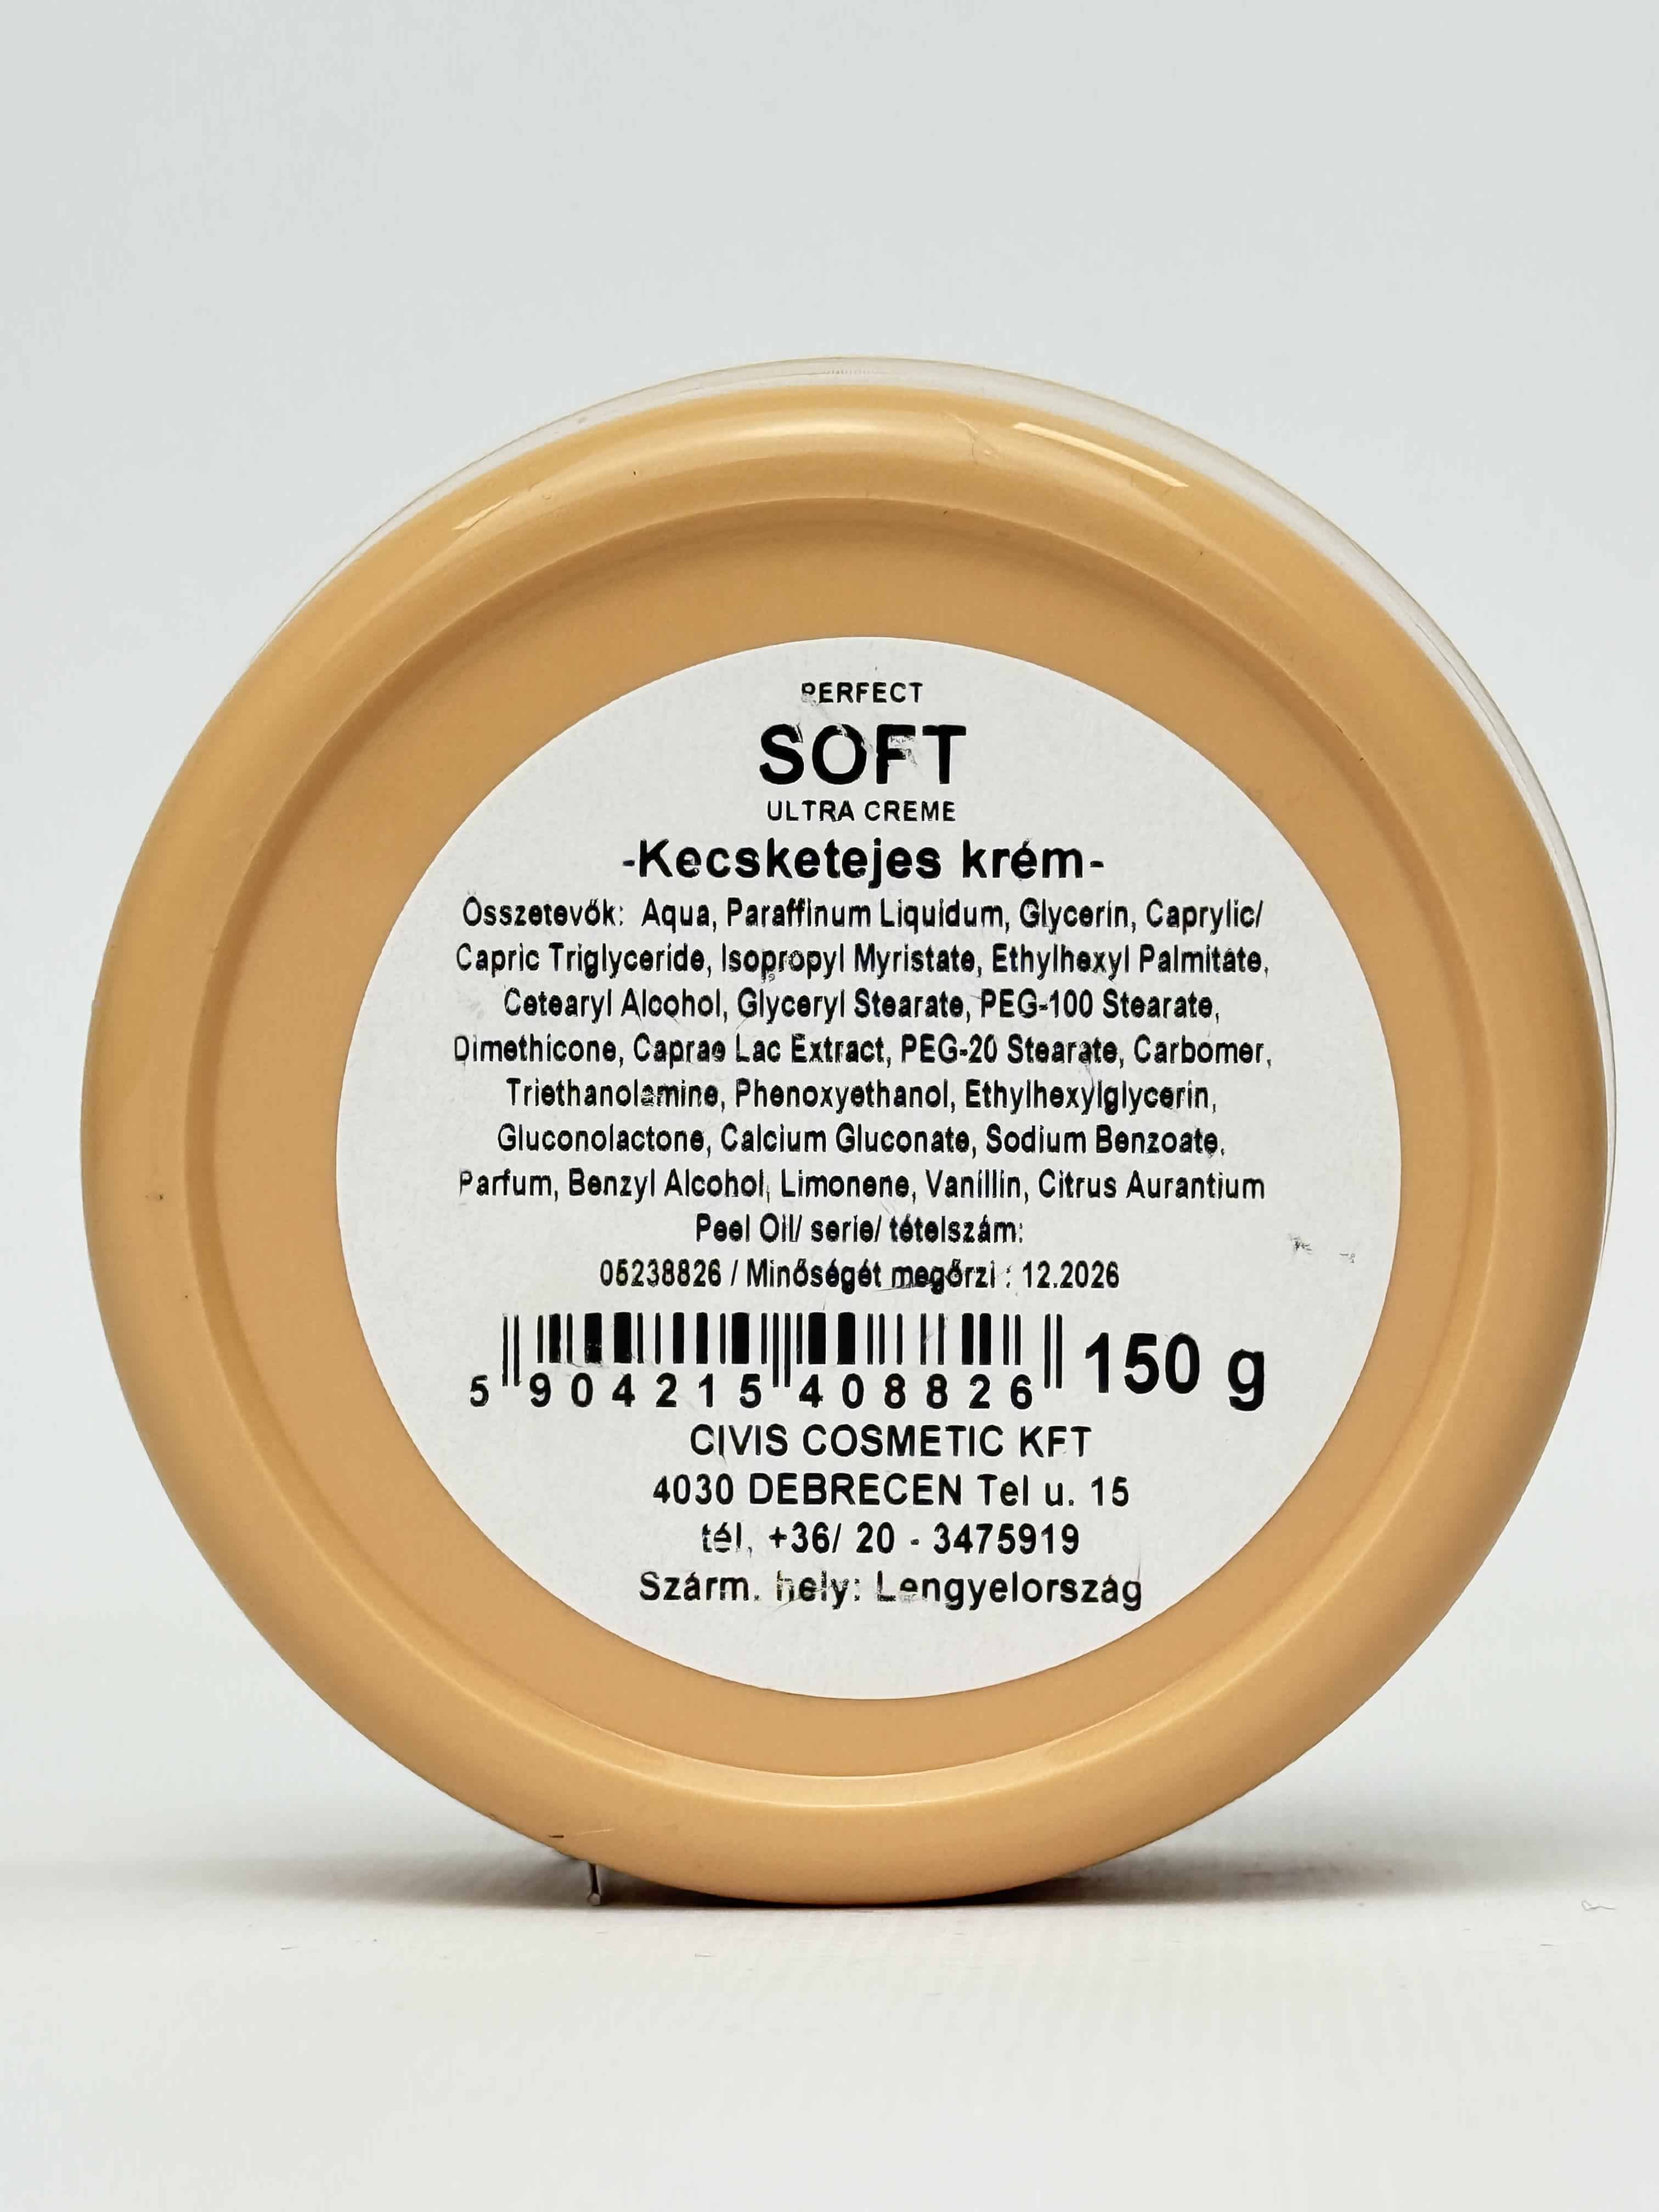 PERFECT
SOFT
ULTRA CREME
-Kecsketejes krém-
Összetevők: Aqua, Paraffinum Liquidum, Glycerin, Caprylic/
Capric Triglyceride, Isopropyl Myristate, Ethylhexyl Palmitate,
Cetearyl Alcohol, Glyceryl Stearate, PEG-100 Stearate,
Dimethicone, Caprae Lac Extract, PEG-20 Stearate, Carbomer,
Triethanolamine, Phenoxyethanol, Ethylhexylglycerin,
Gluconolactone, Calcium Gluconate, Sodium Benzoate,
Parfum, Benzyl Alcohol, Limonene, Vanillin, Citrus Aurantium
Peel Oil/ serie/ tételszám:
05238826 / Minőségét megőrzi : 12.2026
5 904215 408826 150 g
CIVIS COSMETIC KFT
4030 DEBRECEN Tel u. 15
tél, +36/ 20 - 3475919
Szárm. hely: Lengyelország